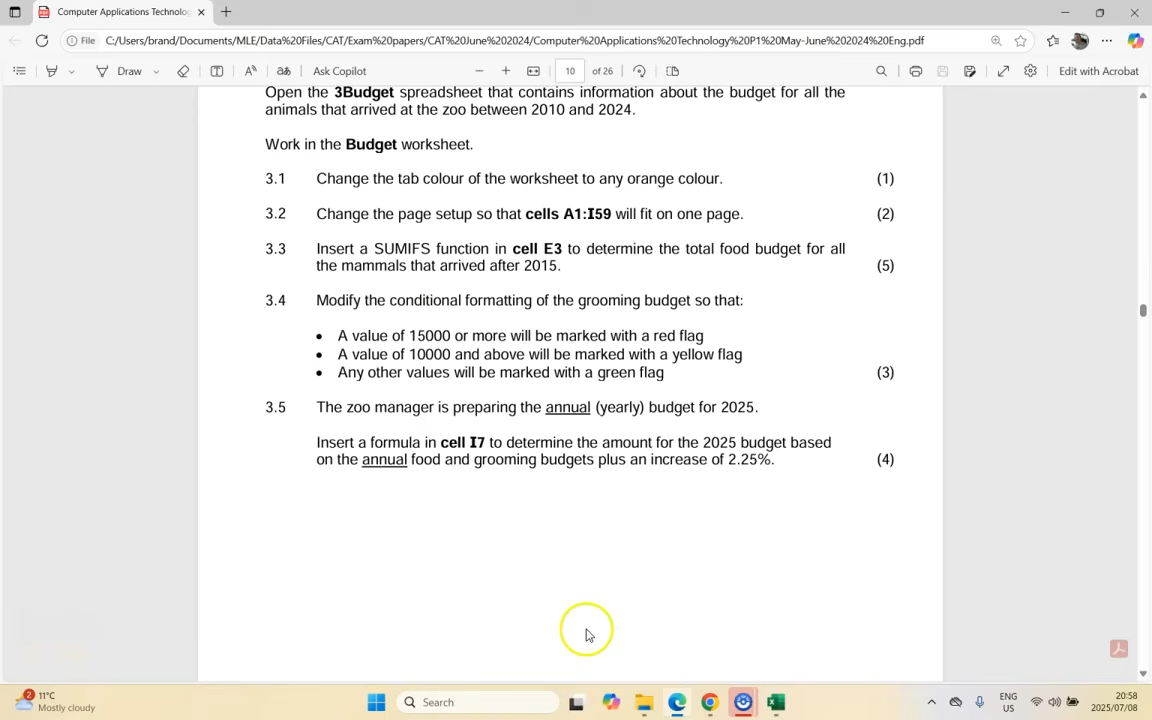 Computer Applications Technolog
File
C:/Users/brand/Documents/MLE/Data%20Files/CAT/Exam%20papers/CAT%20June%202024/Computer%20Applications%20Technology%20P1%20May-June%202024%20Eng.pdf
Draw
Ask Copilot
10 of 26
Edit with Acrobat
Open the 3Budget spreadsheet that contains information about the budget for all the
animals that arrived at the zoo between 2010 and 2024.
Work in the Budget worksheet.
3.1 Change the tab colour of the worksheet to any orange colour. (1)
3.2 Change the page setup so that cells A1:I59 will fit on one page. (2)
3.3 Insert a SUMIFS function in cell E3 to determine the total food budget for all
the mammals that arrived after 2015. (5)
3.4 Modify the conditional formatting of the grooming budget so that:
• A value of 15000 or more will be marked with a red flag
• A value of 10000 and above will be marked with a yellow flag
• Any other values will be marked with a green flag (3)
3.5 The zoo manager is preparing the annual (yearly) budget for 2025.
Insert a formula in cell I7 to determine the amount for the 2025 budget based
on the annual food and grooming budgets plus an increase of 2.25%. (4)
2
11°C
Mostly cloudy
Search
ENG
US
20:58
2025/07/08